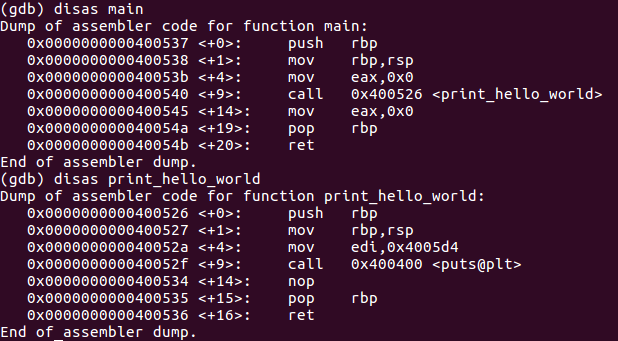 (gdb) disas main
Dump of assembler code for function main:
   0x0000000000400537 <+0>:	push   rbp
   0x0000000000400538 <+1>:	mov    rbp,rsp
   0x000000000040053b <+4>:	mov    eax,0x0
   0x0000000000400540 <+9>:	call   0x400526 <print_hello_world>
   0x0000000000400545 <+14>:	mov    eax,0x0
   0x000000000040054a <+19>:	pop    rbp
   0x000000000040054b <+20>:	ret
End of assembler dump.
(gdb) disas print_hello_world
Dump of assembler code for function print_hello_world:
   0x0000000000400526 <+0>:	push   rbp
   0x0000000000400527 <+1>:	mov    rbp,rsp
   0x000000000040052a <+4>:	mov    edi,0x4005d4
   0x000000000040052f <+9>:	call   0x400400 <puts@plt>
   0x0000000000400534 <+14>:	nop
   0x0000000000400535 <+15>:	pop    rbp
   0x0000000000400536 <+16>:	ret
End of assembler dump.